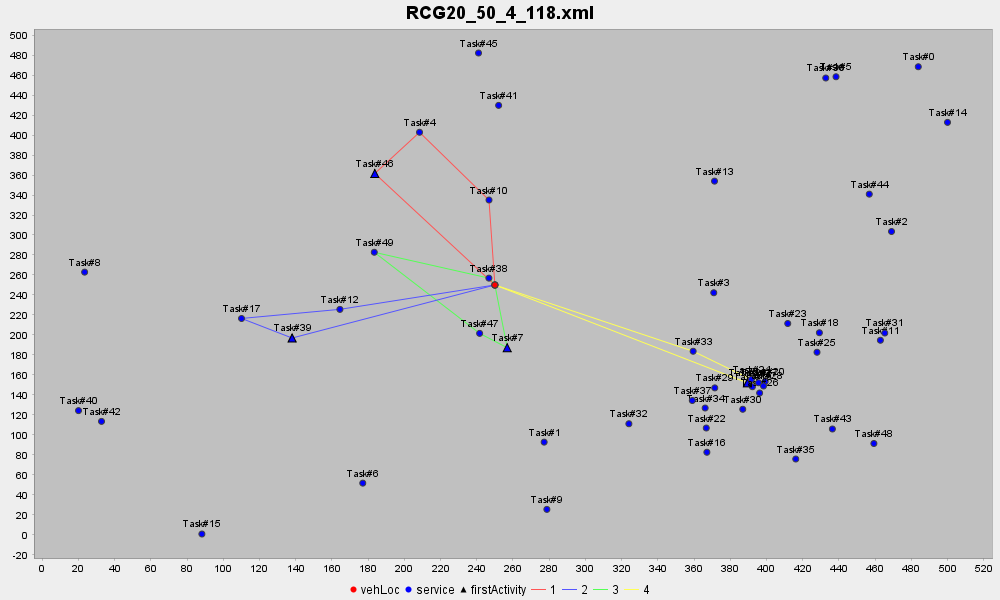 RCG20_50_4_118.xml
500
480
460
440
420
400
380
360
340
320
300
280
260
240
220
200
180
160
140
120
100
80
60
40
20
0
-20
Task#45
Task#0
Task#5
Task#41
Task#14
Task#4
Task#46
Task#13
Task#10
Task#44
Task#2
Task#49
Task#8
Task#38
Task#3
Task#12
Task#17
Task#23
Task#39
Task#47
Task#7
Task#18
Task#31
Task#11
Task#33
Task#25
Task#29
Task#37
Task#34
Task#30
Task#40
Task#42
Task#32
Task#22
Task#43
Task#1
Task#16
Task#48
Task#35
Task#6
Task#9
Task#15
0 20 40 60 80 100 120 140 160 180 200 220 240 260 280 300 320 340 360 380 400 420 440 460 480 500 520
vehLoc service firstActivity 1 2 3 4